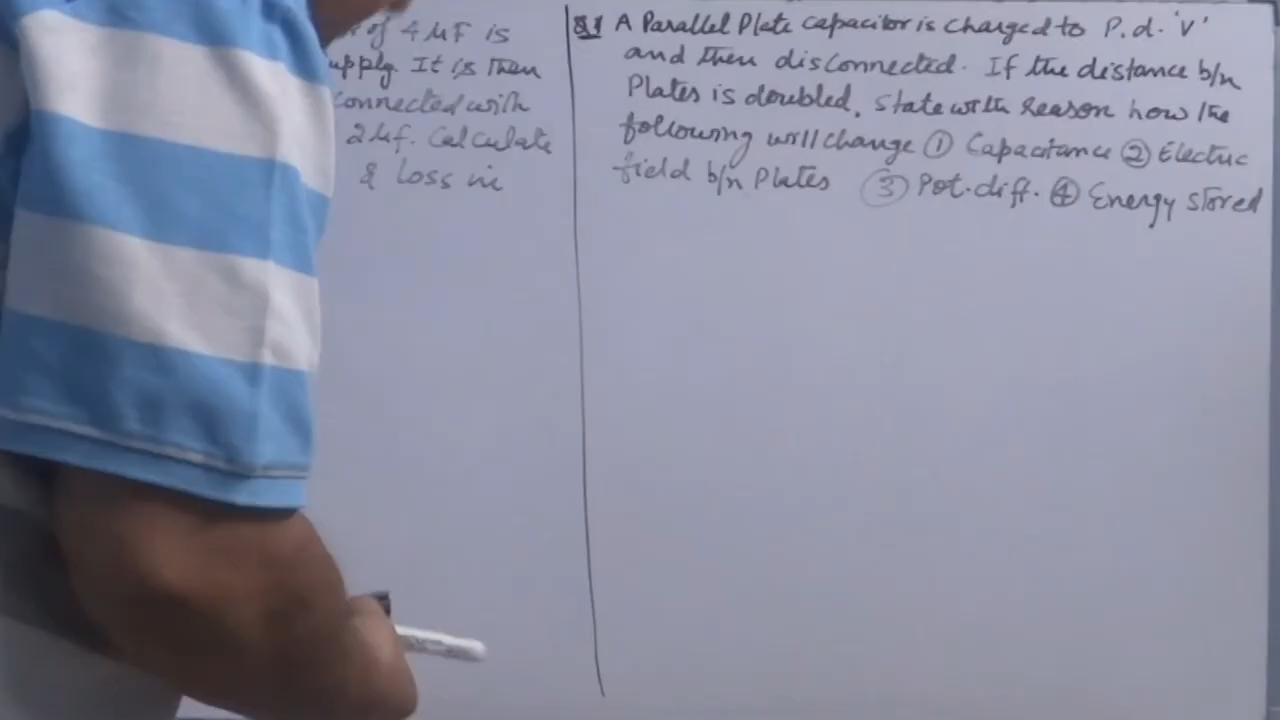 of 4 μF is
upply. It is then
connected with
2 μf. Calculate
& Loss in
Q1 A Parallel Plate capacitor is charged to P.d. 'V'
and then disconnected. If the distance b/n
Plates is doubled, State with Reason how the
following will change ① Capacitance ② Electric
field b/n Plates ③ Pot.diff. ④ Energy stored